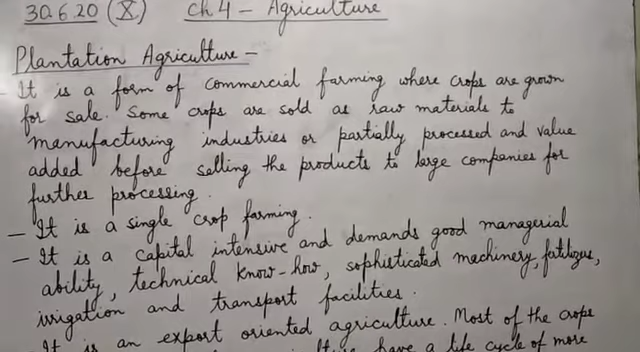 30.6.20 (X) Ch 4 - Agriculture
Plantation Agriculture -
- It is a form of commercial farming where crops are grown
for sale. Some crops are sold as raw materials to
manufacturing industries or partially processed and value
added before selling the products to large companies for
further processing.
- It is a single crop farming.
- It is a capital intensive and demands good managerial
ability, technical know-how, sophisticated machinery, fertilizers,
irrigation and transport facilities.
- It is an export oriented agriculture. Most of the crops
have a life cycle of more